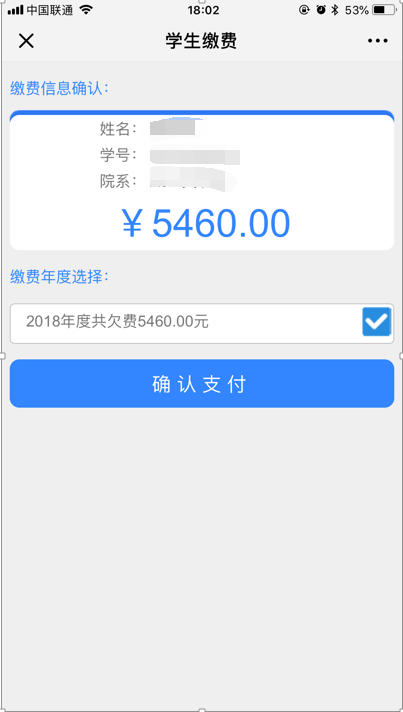 中国联通 18:02 53%
学生缴费
缴费信息确认：
姓名：
学号：
院系：
￥5460.00
缴费年度选择：
2018年度共欠费5460.00元
确认支付